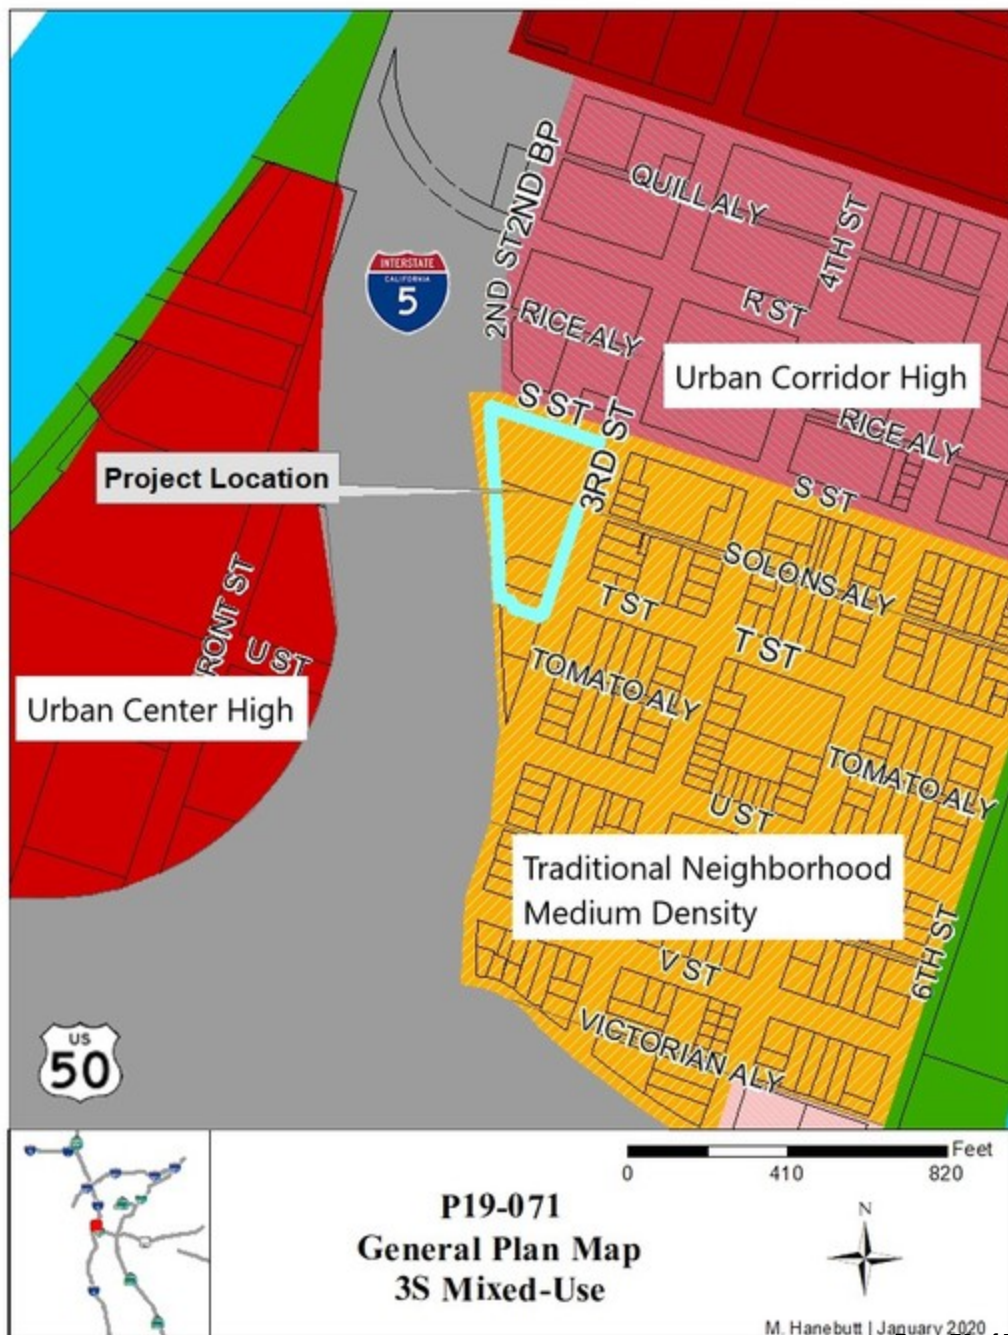 2ND BP
2ND ST
QUILL ALY
4TH ST
INTERSTATE
CALIFORNIA
5
R ST
RICE ALY
Urban Corridor High
S ST
RICE ALY
3RD ST
Project Location
S ST
SOLONS ALY
FRONT ST
T ST
T ST
U ST
TOMATO ALY
Urban Center High
TOMATO ALY
U ST
Traditional Neighborhood
Medium Density
6TH ST
V ST
VICTORIAN ALY
US
50
Feet
0 410 820
P19-071
General Plan Map
3S Mixed-Use
N
M. Hanebutt | January 2020